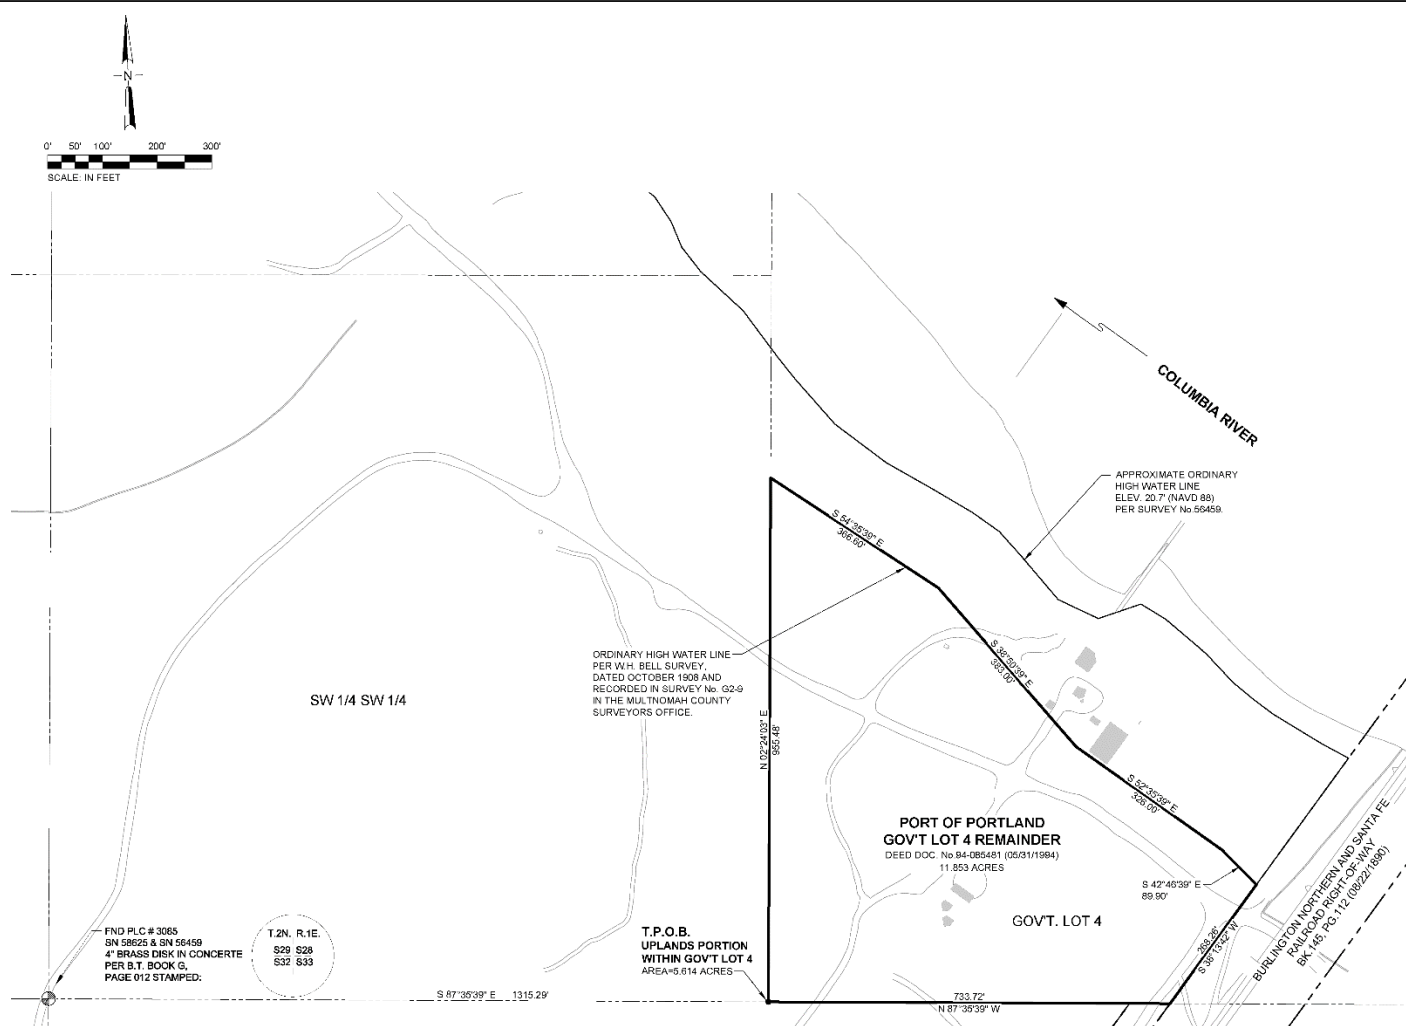 N
0' 50' 100' 200' 300'
SCALE: IN FEET
S
COLUMBIA RIVER
APPROXIMATE ORDINARY
HIGH WATER LINE
ELEV. 20.7' (NAVD 88)
PER SURVEY No.56459.
S 54°35'39" E
366.60'
ORDINARY HIGH WATER LINE
PER W.H. BELL SURVEY,
DATED OCTOBER 1908 AND
RECORDED IN SURVEY No. G2-9
IN THE MULTNOMAH COUNTY
SURVEYORS OFFICE.
S 38°50'39" E
383.00'
SW 1/4 SW 1/4
N 02°24'03" E
955.48'
S 52°35'39" E
326.00'
PORT OF PORTLAND
GOV'T LOT 4 REMAINDER
DEED DOC. No.94-085481 (05/31/1994)
11.853 ACRES
S 42°46'39" E
89.90'
GOV'T. LOT 4
BURLINGTON NORTHERN AND SANTA FE
RAILROAD RIGHT-OF-WAY
BK.145, PG.112 (08/22/1890)
268.26'
S 38°13'42" W
FND PLC # 3085
SN 58625 & SN 56459
4" BRASS DISK IN CONCERTE
PER B.T. BOOK G,
PAGE 012 STAMPED:
T.2N. R.1E.
S29 S28
S32 S33
T.P.O.B.
UPLANDS PORTION
WITHIN GOV'T LOT 4
AREA=5.614 ACRES
S 87°35'39" E 1315.29'
733.72'
N 87°35'39" W